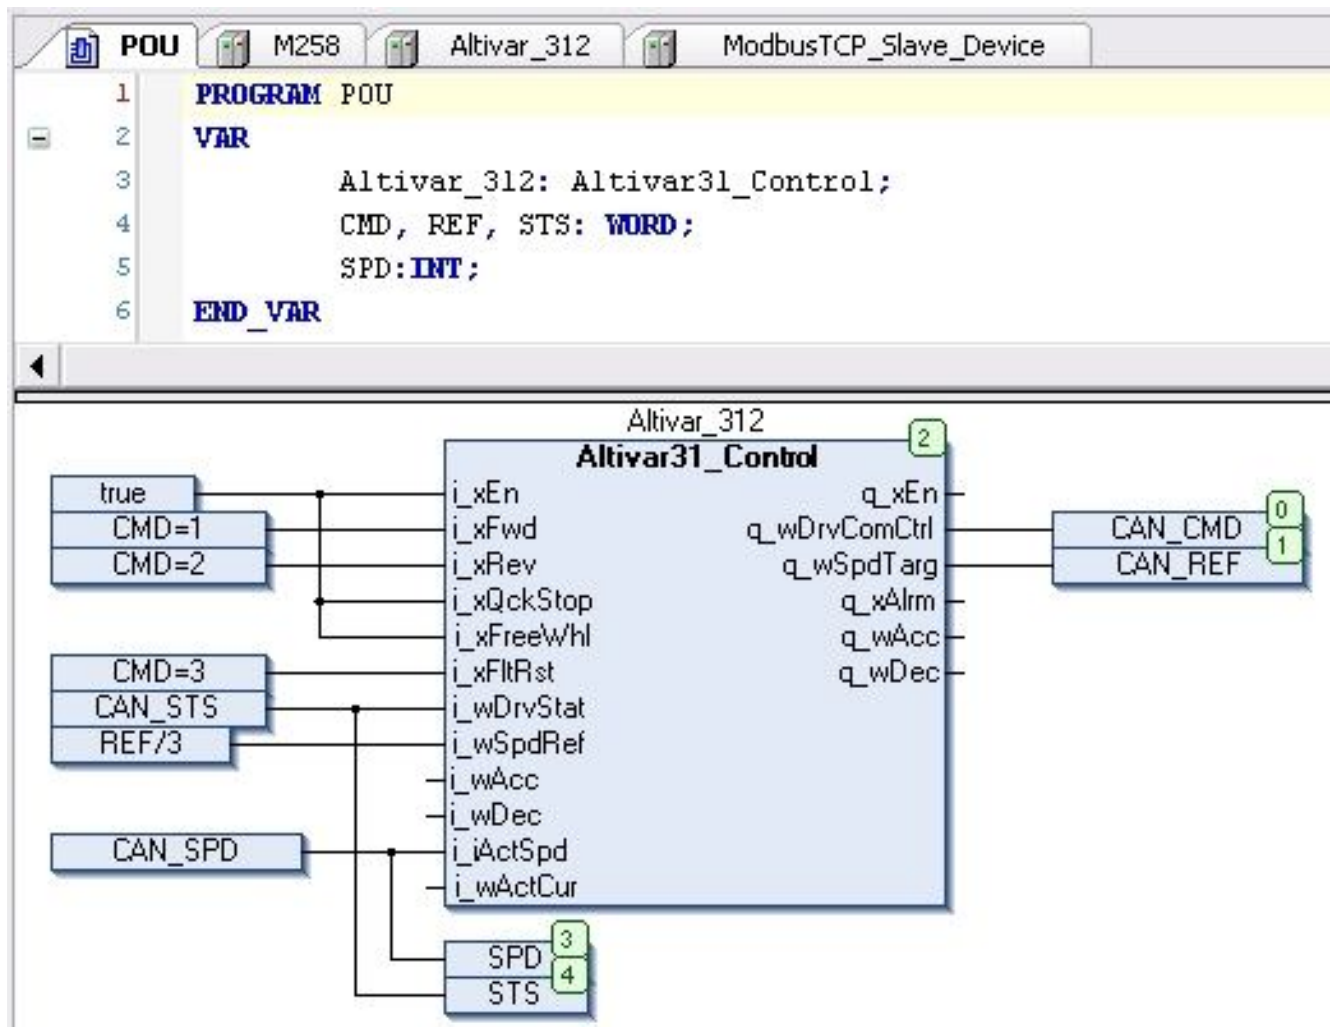 POU M258 Altivar_312 ModbusTCP_Slave_Device
1 PROGRAM POU
2 VAR
3 Altivar_312: Altivar31_Control;
4 CMD, REF, STS: WORD;
5 SPD:INT;
6 END_VAR
Altivar_312
2
Altivar31_Control
true i_xEn q_xEn
0
CMD=1 i_xFwd q_wDrvComCtrl CAN_CMD
1
CMD=2 i_xRev q_wSpdTarg CAN_REF
i_xQckStop q_xAlrm
i_xFreeWhl q_wAcc
CMD=3 i_xFltRst q_wDec
CAN_STS i_wDrvStat
REF/3 i_wSpdRef
i_wAcc
i_wDec
CAN_SPD i_iActSpd
i_wActCur
3
SPD
4
STS